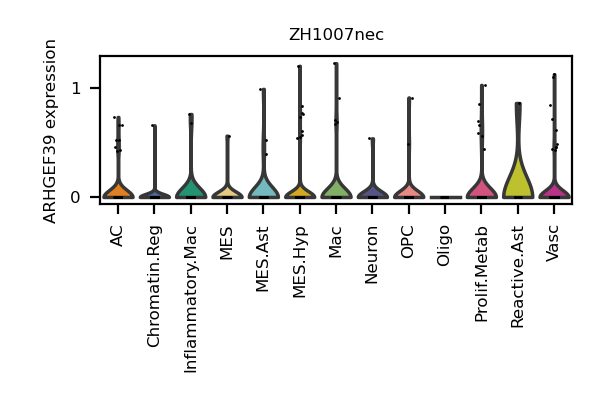 ZH1007nec
ARHGEF39 expression
1
0
AC
Chromatin.Reg
Inflammatory.Mac
MES
MES.Ast
MES.Hyp
Mac
Neuron
OPC
Oligo
Prolif.Metab
Reactive.Ast
Vasc